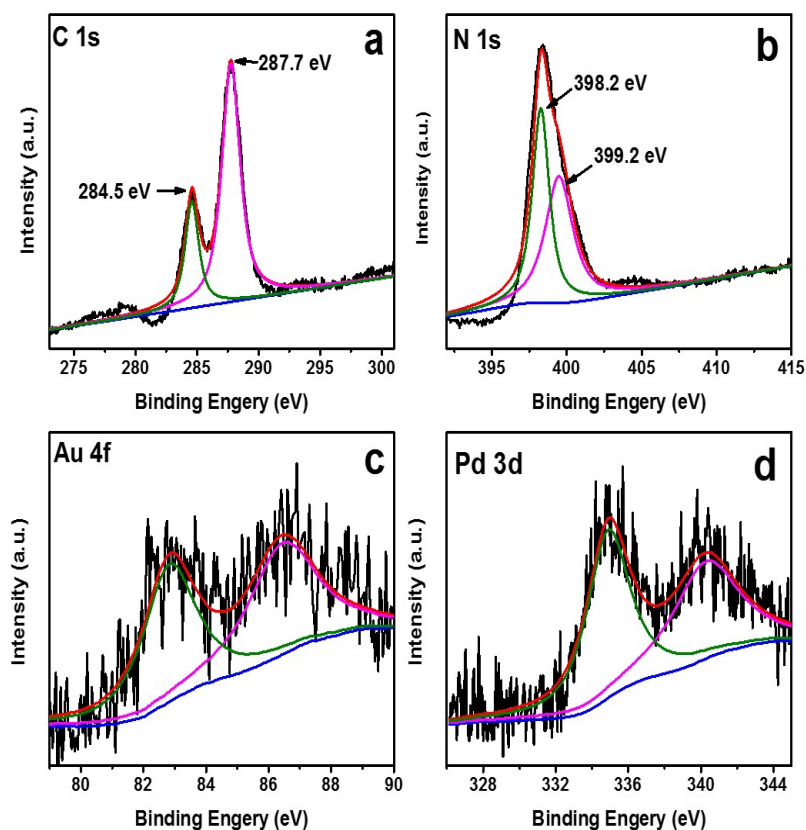 C 1s
a
287.7 eV
284.5 eV
Intensity (a.u.)
275 280 285 290 295 300
Binding Engery (eV)
N 1s
b
398.2 eV
399.2 eV
Intensity (a.u.)
395 400 405 410 415
Binding Engery (eV)
Au 4f
c
Intensity (a.u.)
80 82 84 86 88 90
Binding Engery (eV)
Pd 3d
d
Intensity (a.u.)
328 332 336 340 344
Binding Engery (eV)